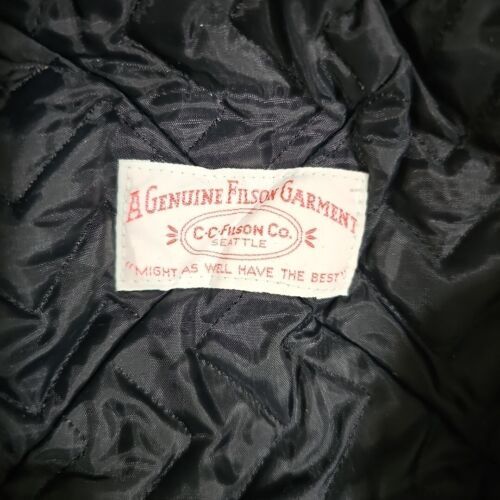 A GENUINE FILSON GARMENT
C·C·FILSON CO.
SEATTLE
"MIGHT AS WELL HAVE THE BEST"